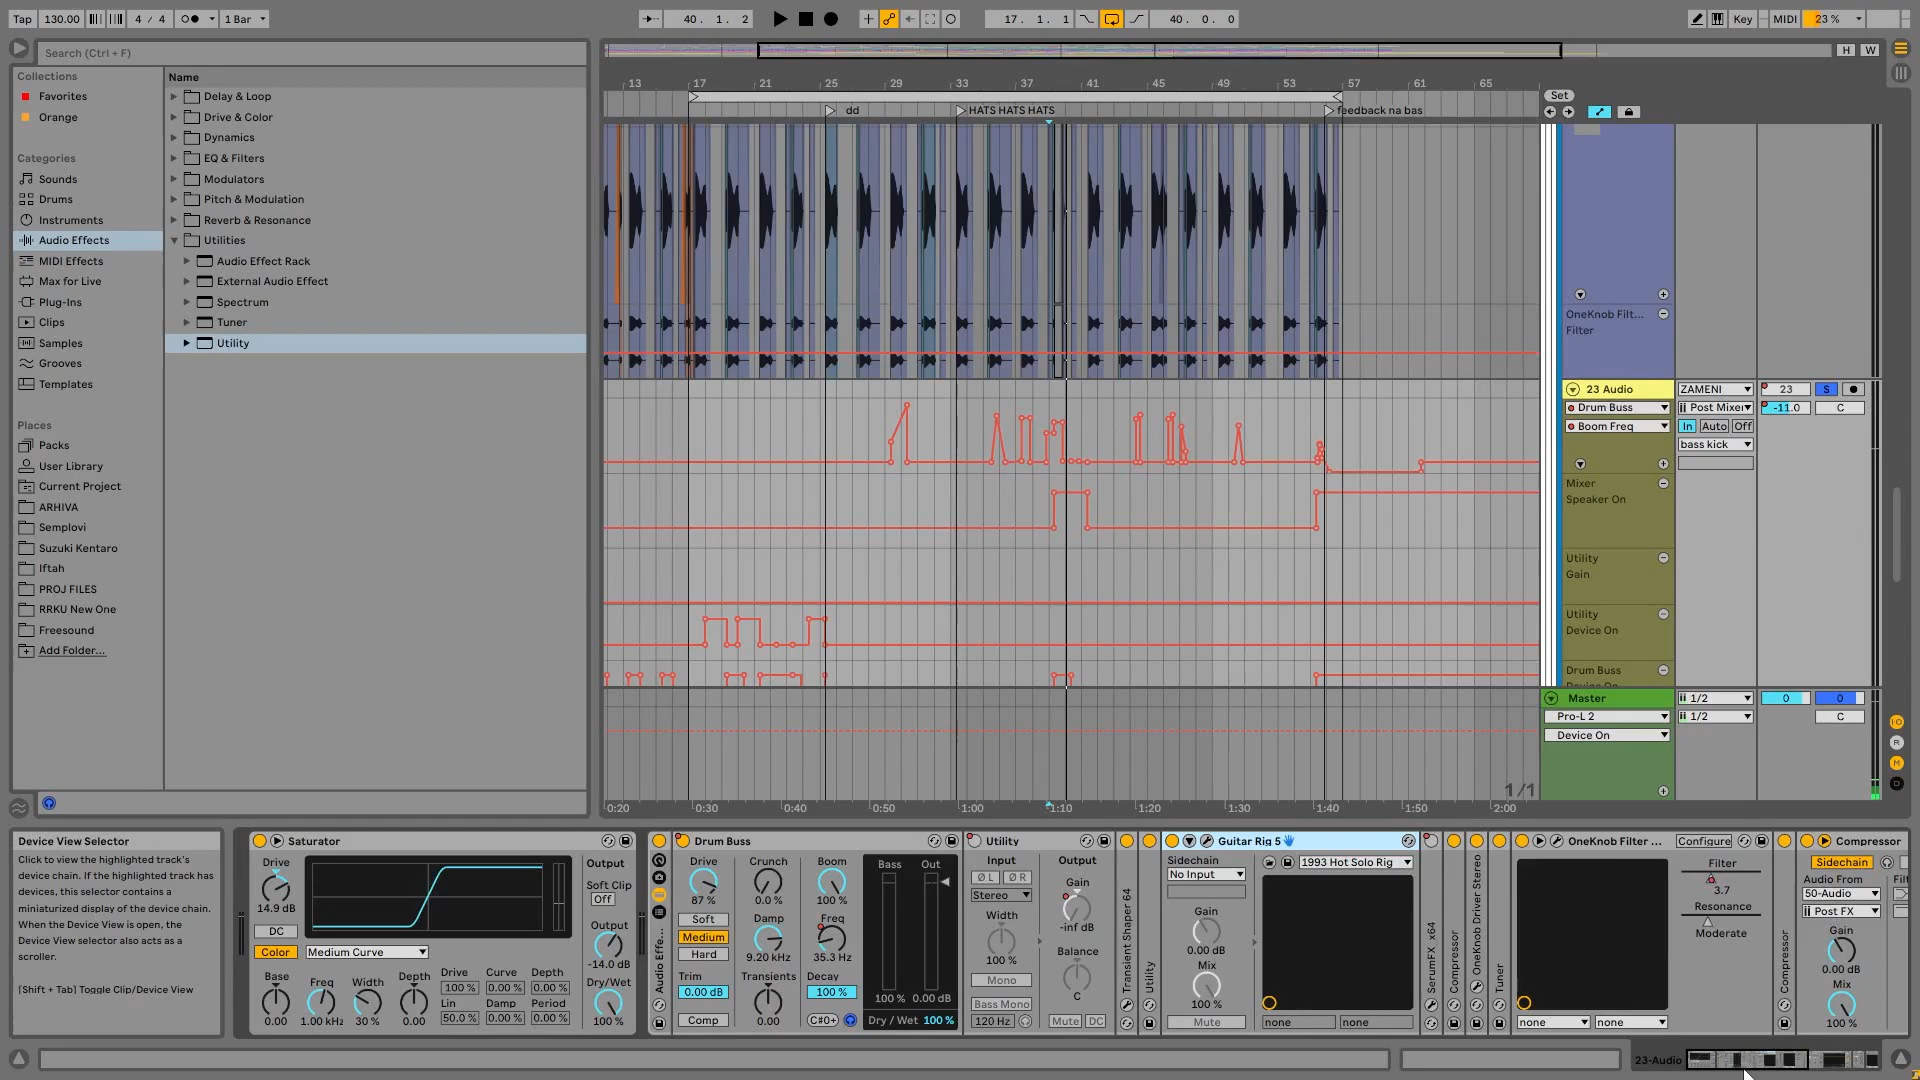 Tap 130.00 4 / 4 1 Bar
40. 1. 2
17. 1. 1
40. 0. 0
Key MIDI 23 %
Search (Ctrl + F)
Collections
Favorites
Orange
Categories
Sounds
Drums
Instruments
Audio Effects
MIDI Effects
Max for Live
Plug-Ins
Clips
Samples
Grooves
Templates
Places
Packs
User Library
Current Project
ARHIVA
Semplovi
Suzuki Kentaro
Iftah
PROJ FILES
RRKU New One
Freesound
Add Folder...
Name
Delay & Loop
Drive & Color
Dynamics
EQ & Filters
Modulators
Pitch & Modulation
Reverb & Resonance
Utilities
Audio Effect Rack
External Audio Effect
Spectrum
Tuner
Utility
H W
13 17 21 25 29 33 37 41 45 49 53 57 61 65
dd HATS HATS HATS feedback na bas
Set
OneKnob Filt...
Filter
23 Audio
Drum Buss
Boom Freq
ZAMENI
Post Mixer
In Auto Off
bass kick
23 S
-11.0 C
Mixer
Speaker On
Utility
Gain
Utility
Device On
Drum Buss
Master
Pro-L 2
Device On
1/2
1/2
0 0
C
1/1
0:20 0:30 0:40 0:50 1:00 1:10 1:20 1:30 1:40 1:50 2:00
Device View Selector
Click to view the highlighted track's
device chain. If the highlighted track has
devices, this selector contains a
miniaturized display of the device chain.
When the Device View is open, the
Device View selector also acts as a
scroller.
[Shift + Tab] Toggle Clip/Device View
Saturator
Drive
14.9 dB
DC
Color
Medium Curve
Output
Soft Clip
Off
Output
-14.0 dB
Base Freq Width Depth
0.00 1.00 kHz 30 % 0.00
Drive Curve Depth
100 % 0.00 % 0.00 %
Lin Damp Period
50.0 % 0.00 % 0.00 %
Dry/Wet
100 %
Audio Effe...
Drum Buss
Drive Crunch Boom
87 % 0.0 % 100 %
Soft
Medium
Hard
Damp Freq
9.20 kHz 35.3 Hz
Trim Transients Decay
0.00 dB 100 %
Comp 0.00 C#0+
Bass Out
100 % 0.00 dB
Dry / Wet 100 %
Utility
Input Output
Ø L Ø R
Stereo
Gain
Width
-inf dB
100 %
Balance
Mono
C
Bass Mono
120 Hz
Mute DC
Transient Shaper 64
Utility
Guitar Rig 5
Sidechain
No Input
1993 Hot Solo Rig
Gain
0.00 dB
Mix
100 %
Mute
none none
SerumFX_x64
Compressor
OneKnob Driver Stereo
Tuner
OneKnob Filter ... Configure
Filter
3.7
Resonance
Moderate
none none
Compressor
Compressor
Sidechain
Audio From
50-Audio
Post FX
Gain
0.00 dB
Mix
100 %
23-Audio